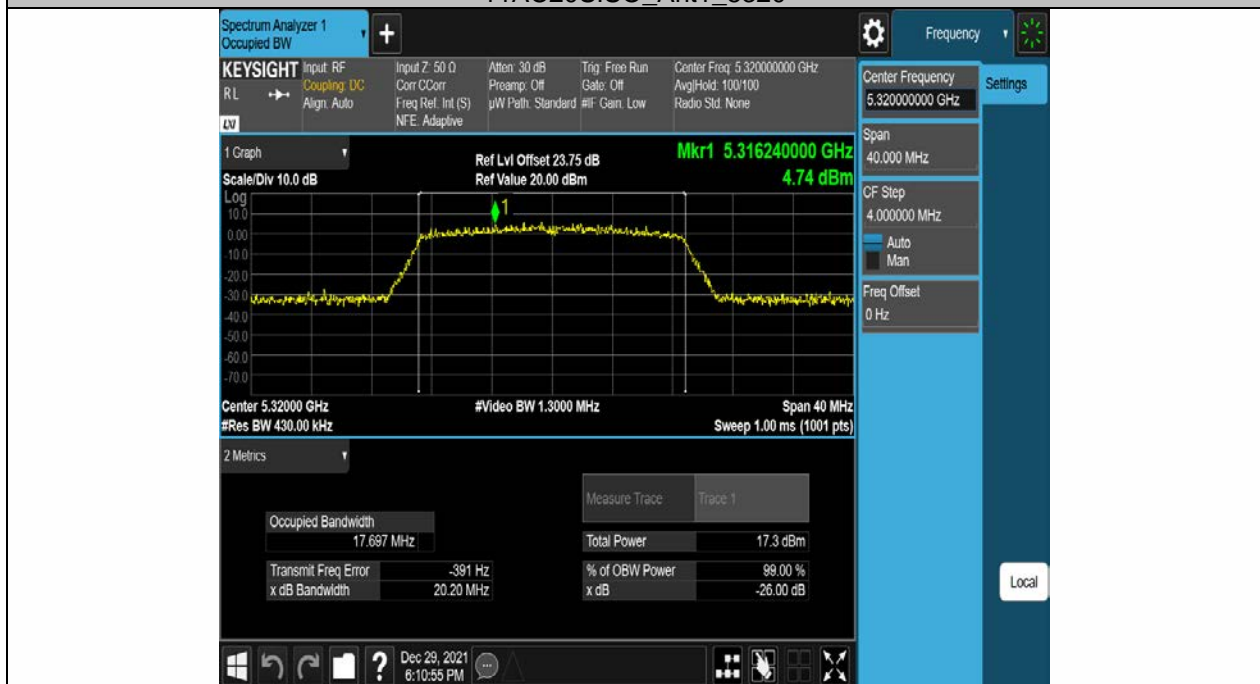 Spectrum Analyzer 1
Occupied BW
+
Frequency
KEYSIGHT
RL
LXI
Input: RF
Coupling: DC
Align: Auto
Input Z: 50 Ω
Corr CCorr
Freq Ref: Int (S)
NFE: Adaptive
Atten: 30 dB
Preamp: Off
µW Path: Standard
Trig: Free Run
Gate: Off
#IF Gain: Low
Center Freq: 5.320000000 GHz
Avg|Hold: 100/100
Radio Std: None
Center Frequency
5.320000000 GHz
Settings
Span
40.000 MHz
CF Step
4.000000 MHz
Auto
Man
Freq Offset
0 Hz
1 Graph
Scale/Div 10.0 dB
Ref Lvl Offset 23.75 dB
Ref Value 20.00 dBm
Mkr1 5.316240000 GHz
4.74 dBm
Log
10.0
0.00
-10.0
-20.0
-30.0
-40.0
-50.0
-60.0
-70.0
1
Center 5.32000 GHz
#Res BW 430.00 kHz
#Video BW 1.3000 MHz
Span 40 MHz
Sweep 1.00 ms (1001 pts)
2 Metrics
Measure Trace Trace 1
Occupied Bandwidth
17.697 MHz
Total Power 17.3 dBm
Transmit Freq Error -391 Hz
% of OBW Power 99.00 %
x dB Bandwidth 20.20 MHz
x dB -26.00 dB
Local
?
Dec 29, 2021
6:10:55 PM